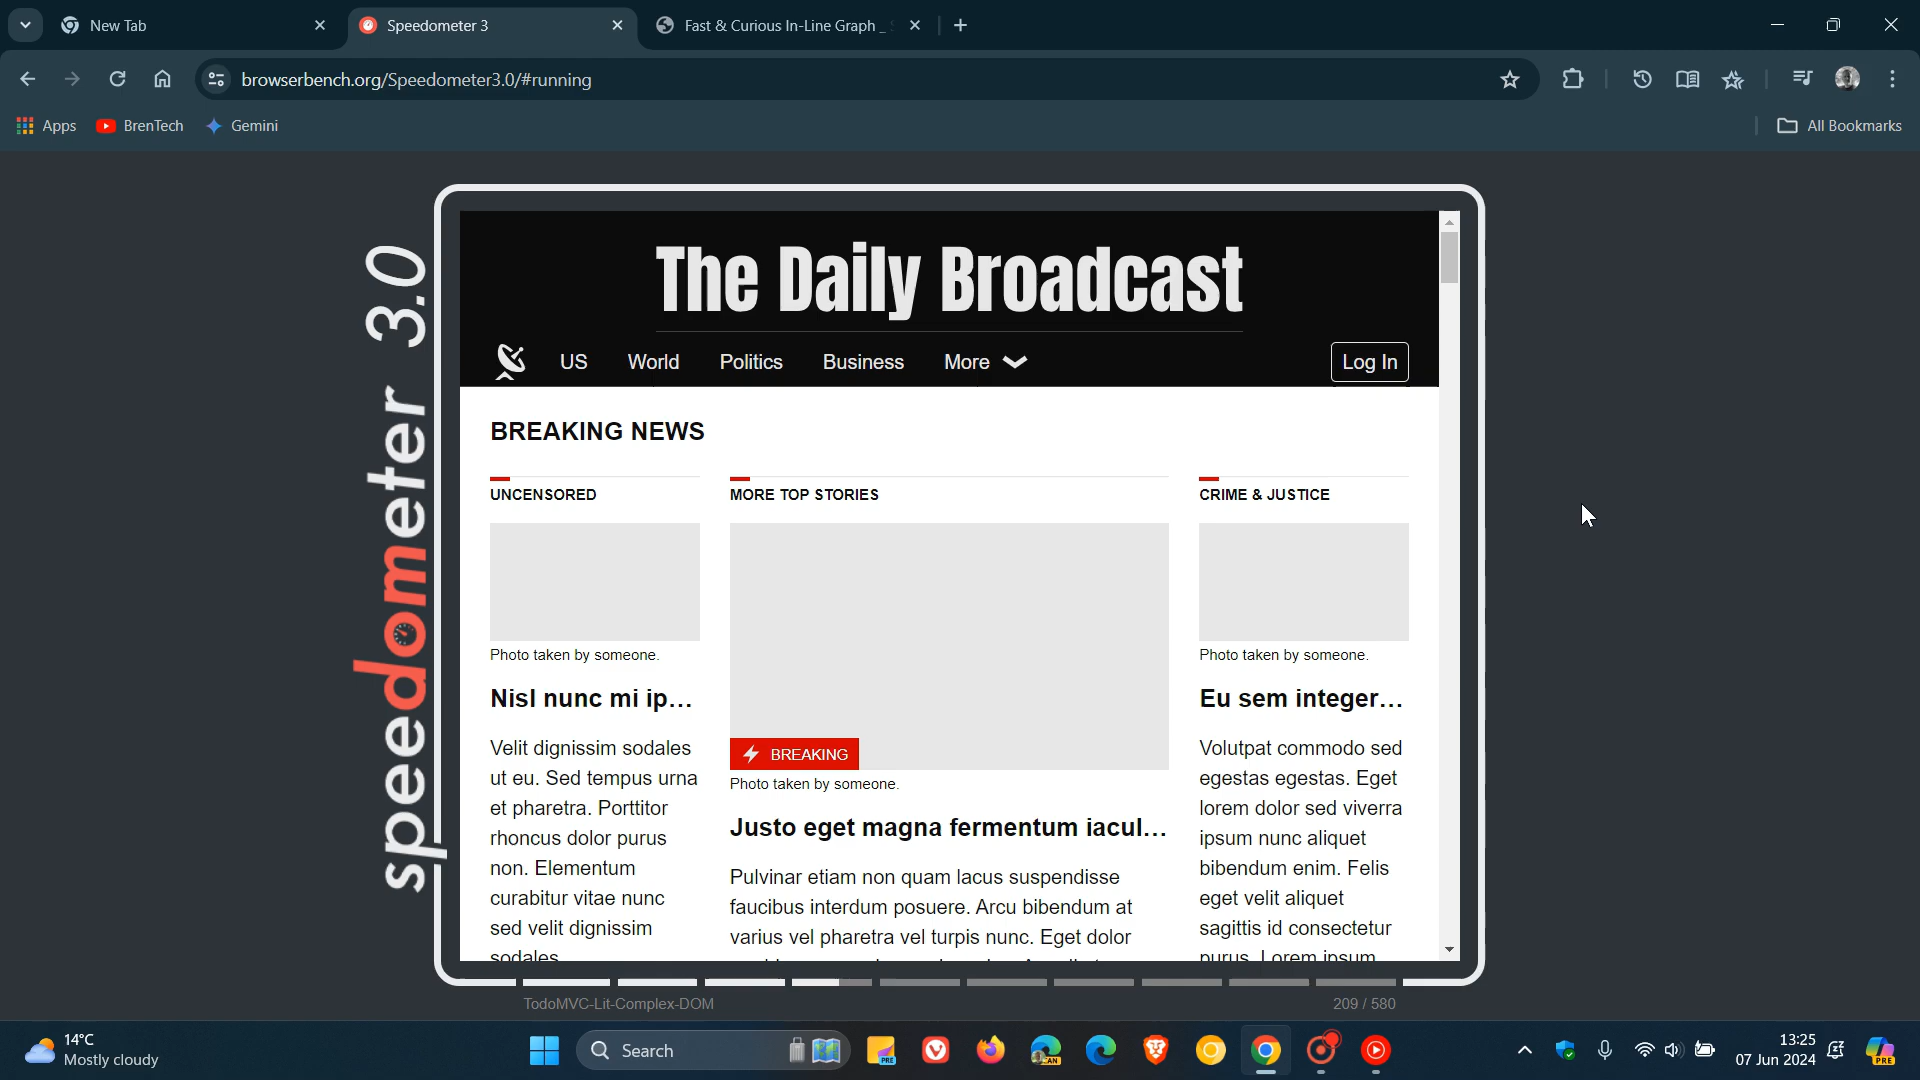 New Tab
Speedometer 3
Fast & Curious In-Line Graph _
browserbench.org/Speedometer3.0/#running
Apps
BrenTech
Gemini
All Bookmarks
speedometer 3.0
The Daily Broadcast
US
World
Politics
Business
More
Log In
BREAKING NEWS
UNCENSORED
Photo taken by someone.
Nisl nunc mi ip...
Velit dignissim sodales
ut eu. Sed tempus urna
et pharetra. Porttitor
rhoncus dolor purus
non. Elementum
curabitur vitae nunc
sed velit dignissim
sodales
MORE TOP STORIES
BREAKING
Photo taken by someone.
Justo eget magna fermentum iacul...
Pulvinar etiam non quam lacus suspendisse
faucibus interdum posuere. Arcu bibendum at
varius vel pharetra vel turpis nunc. Eget dolor
CRIME & JUSTICE
Photo taken by someone.
Eu sem integer...
Volutpat commodo sed
egestas egestas. Eget
lorem dolor sed viverra
ipsum nunc aliquet
bibendum enim. Felis
eget velit aliquet
sagittis id consectetur
purus. Lorem ipsum
TodoMVC-Lit-Complex-DOM
209 / 580
14°C
Mostly cloudy
Search
PRE
CAN
13:25
07 Jun 2024
PRE